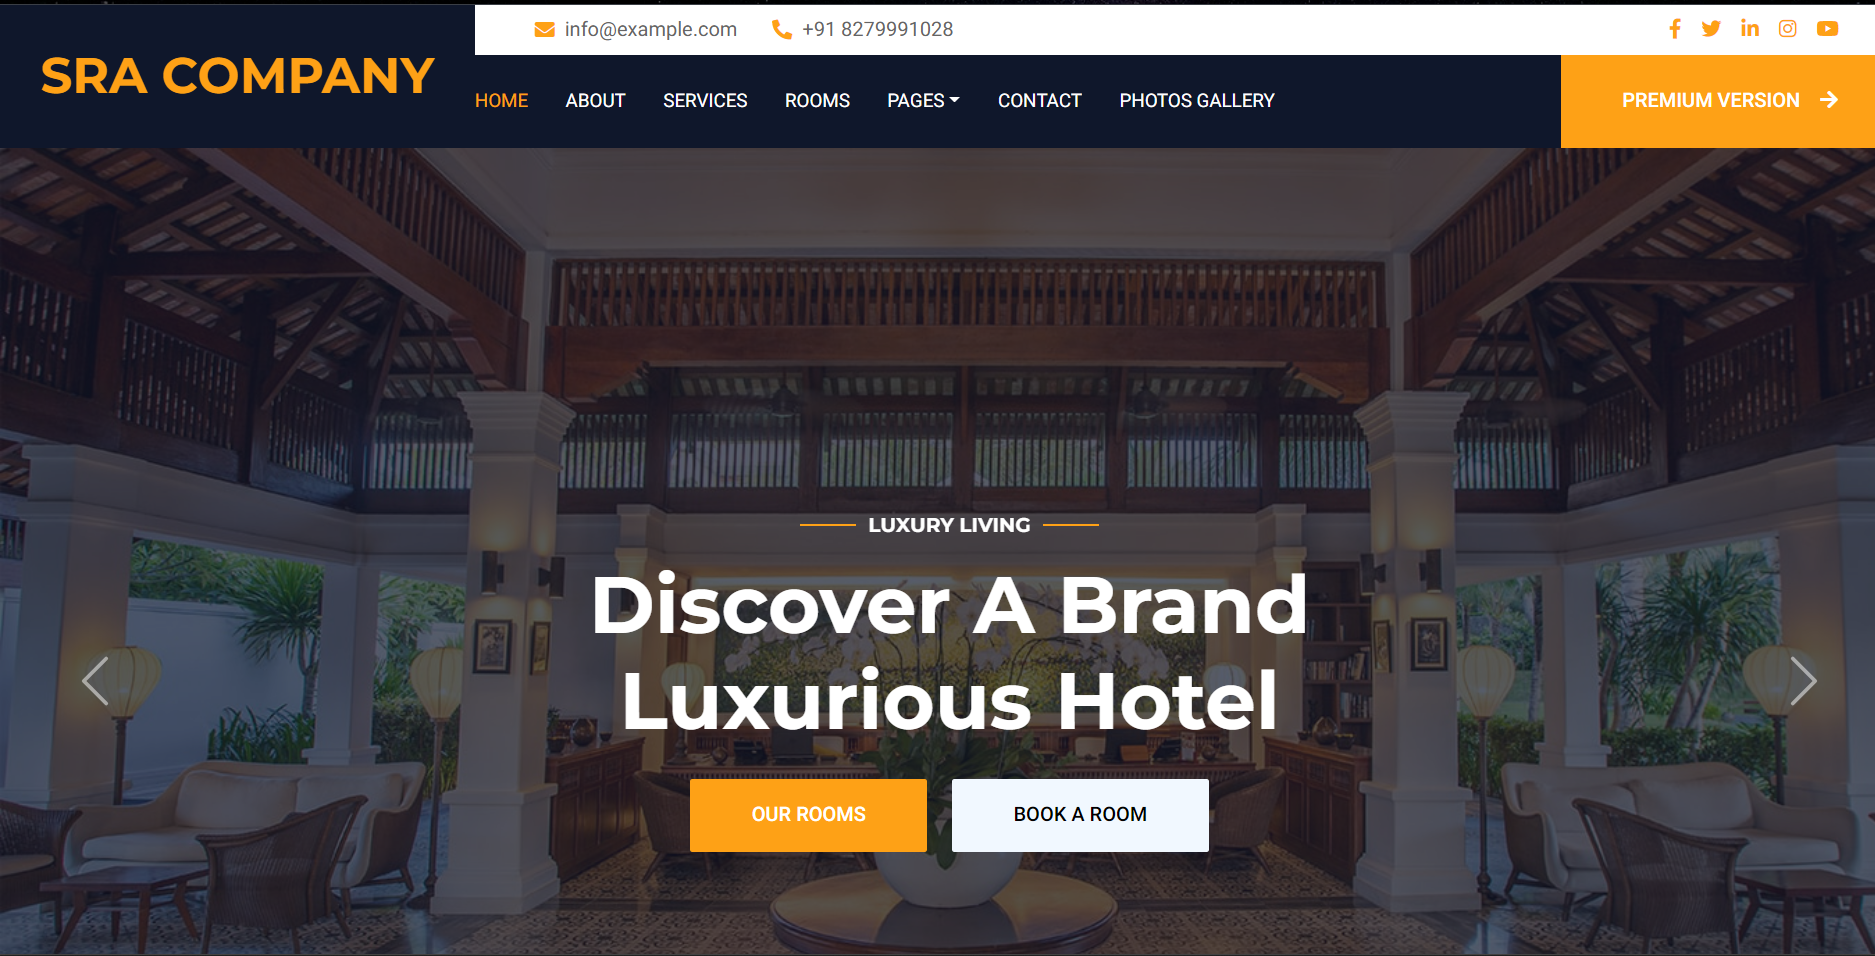 info@example.com +91 8279991028
SRA COMPANY
HOME ABOUT SERVICES ROOMS PAGES CONTACT PHOTOS GALLERY PREMIUM VERSION
LUXURY LIVING
Discover A Brand
Luxurious Hotel
OUR ROOMS BOOK A ROOM